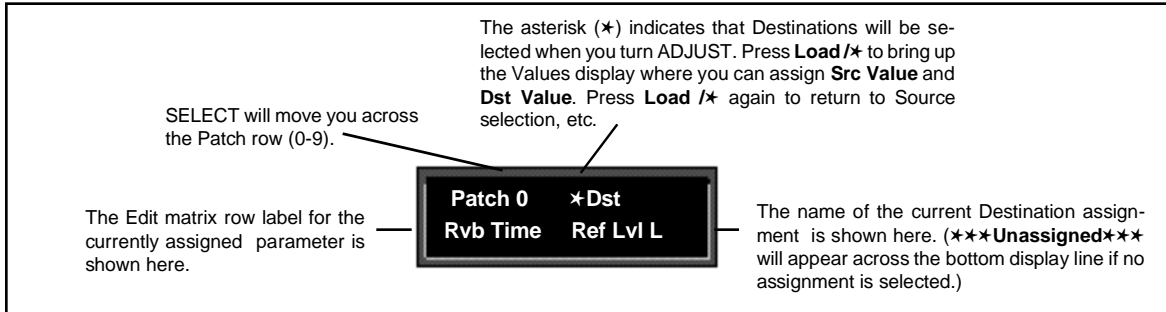 The asterisk (✶) indicates that Destinations will be se-
lected when you turn ADJUST. Press Load /✶ to bring up
the Values display where you can assign Src Value and
Dst Value. Press Load /✶ again to return to Source
selection, etc.
SELECT will move you across
the Patch row (0-9).
Patch 0 ✶Dst
Rvb Time Ref Lvl L
The Edit matrix row label for the
currently assigned parameter is
shown here.
The name of the current Destination assign-
ment is shown here. (✶✶✶Unassigned✶✶✶
will appear across the bottom display line if no
assignment is selected.)